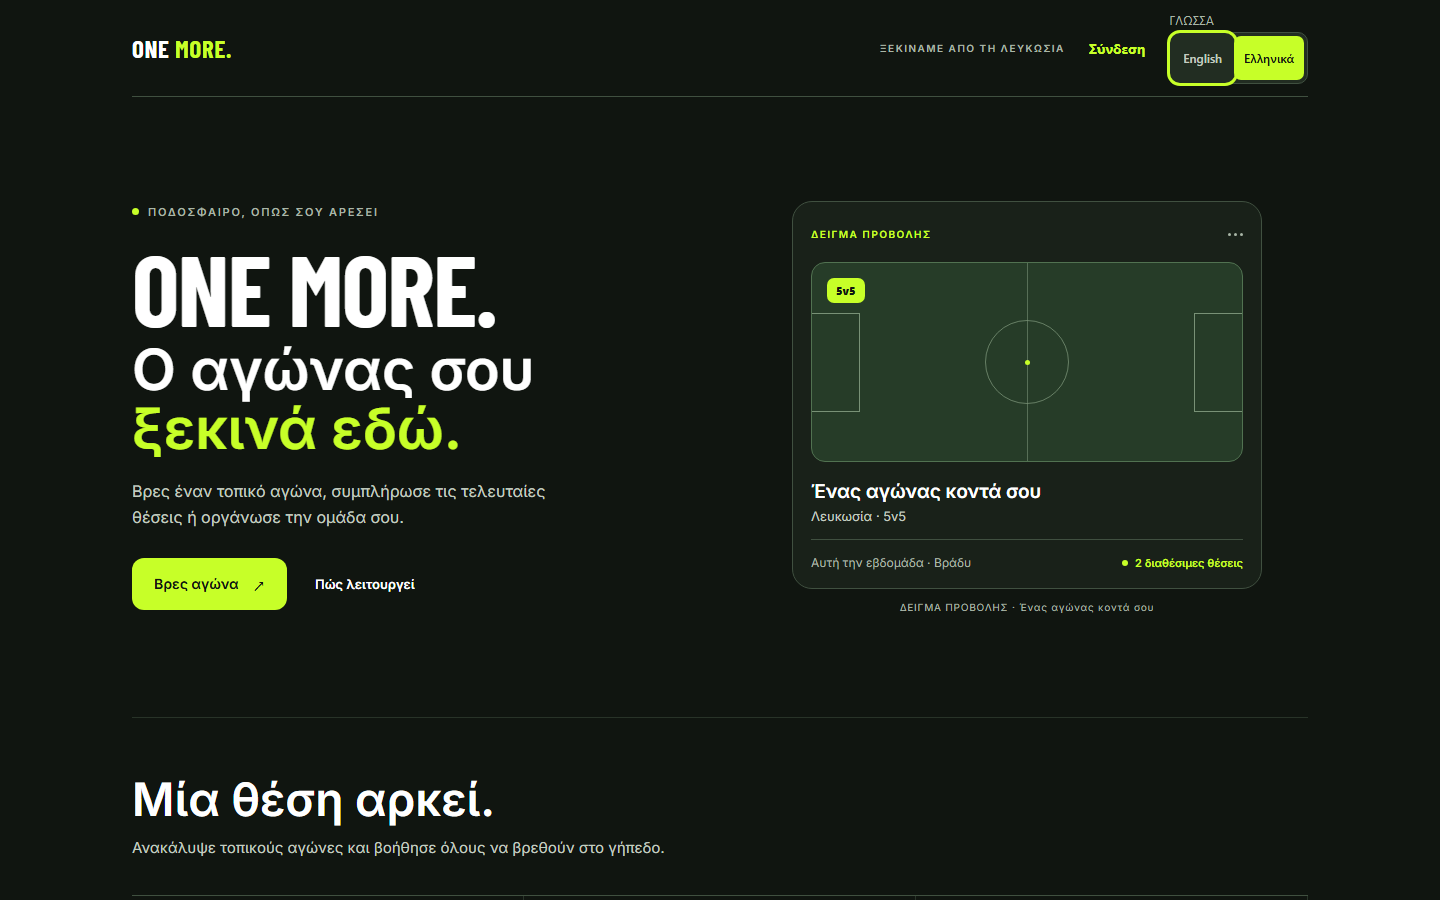 ONE MORE.
ΞΕΚΙΝΑΜΕ ΑΠΟ ΤΗ ΛΕΥΚΩΣΙΑ
Σύνδεση
ΓΛΩΣΣΑ
English
Ελληνικά
ΠΟΔΟΣΦΑΙΡΟ, ΟΠΩΣ ΣΟΥ ΑΡΕΣΕΙ
ONE MORE.
Ο αγώνας σου
ξεκινά εδώ.
Βρες έναν τοπικό αγώνα, συμπλήρωσε τις τελευταίες
θέσεις ή οργάνωσε την ομάδα σου.
Βρες αγώνα ↗
Πώς λειτουργεί
ΔΕΙΓΜΑ ΠΡΟΒΟΛΗΣ
5v5
Ένας αγώνας κοντά σου
Λευκωσία · 5v5
Αυτή την εβδομάδα · Βράδυ
2 διαθέσιμες θέσεις
ΔΕΙΓΜΑ ΠΡΟΒΟΛΗΣ · Ένας αγώνας κοντά σου
Μία θέση αρκεί.
Ανακάλυψε τοπικούς αγώνες και βοήθησε όλους να βρεθούν στο γήπεδο.